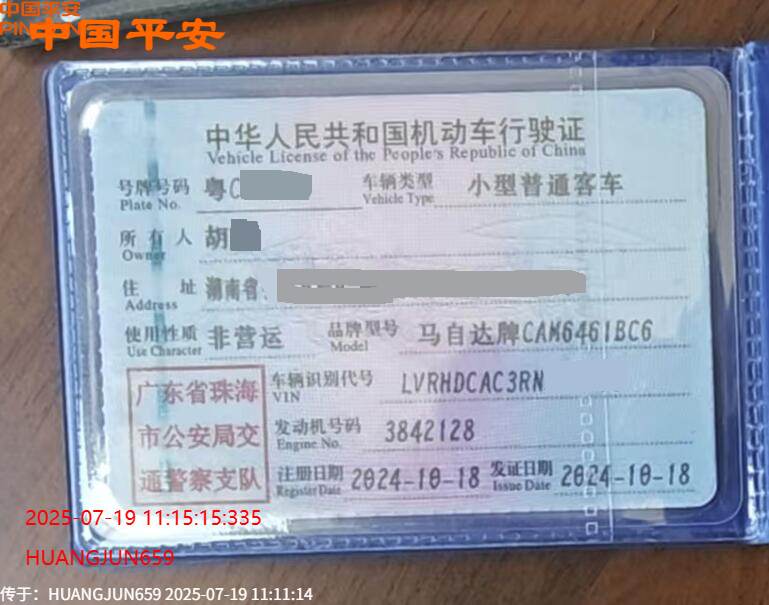 中国平安
中国平安
中华人民共和国机动车行驶证
Vehicle License of the People's Republic of China
号牌号码 粤C 车辆类型 小型普通客车
Plate No. Vehicle Type
所有人 胡
Owner
住址 湖南省
Address
使用性质 非营运 品牌型号 马自达牌CAM6461BC6
Use Character Model
广东省珠海
市公安局交
通警察支队
车辆识别代号 LVRHDCAC3RN
VIN
发动机号码 3842128
Engine No.
注册日期 2024-10-18 发证日期 2024-10-18
Register Date Issue Date
2025-07-19 11:15:15:335
HUANGJUN659
传于：HUANGJUN659 2025-07-19 11:11:14